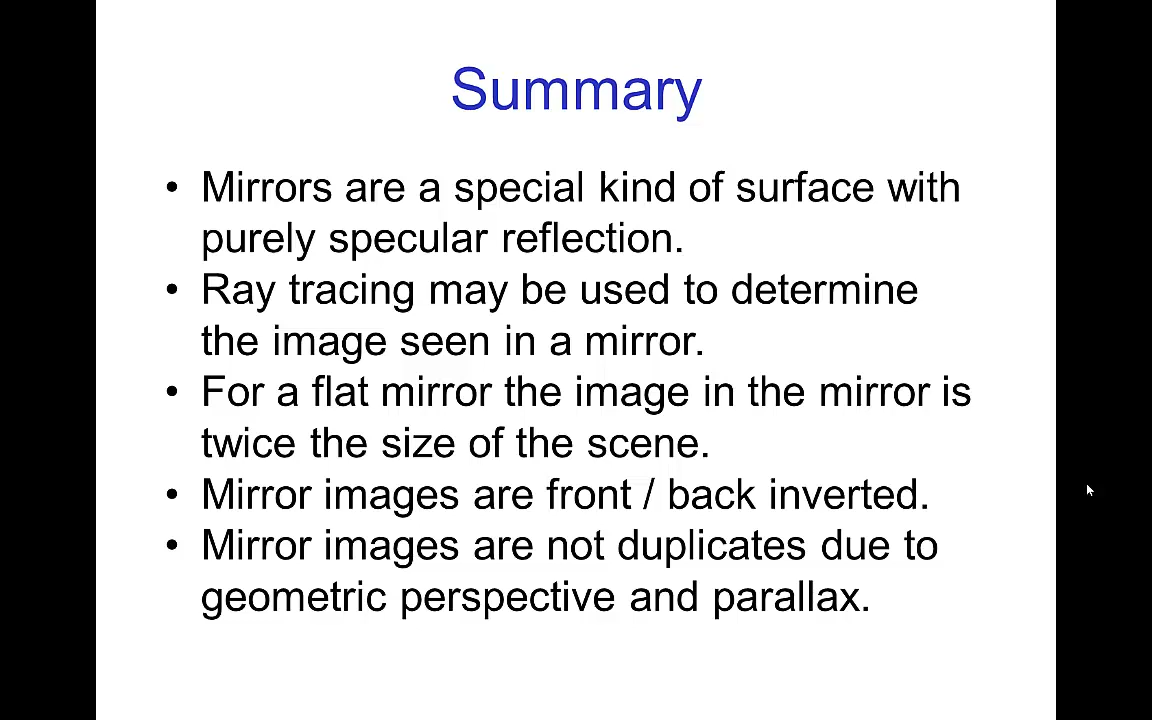 Summary
• Mirrors are a special kind of surface with
purely specular reflection.
• Ray tracing may be used to determine
the image seen in a mirror.
• For a flat mirror the image in the mirror is
twice the size of the scene.
• Mirror images are front / back inverted.
• Mirror images are not duplicates due to
geometric perspective and parallax.